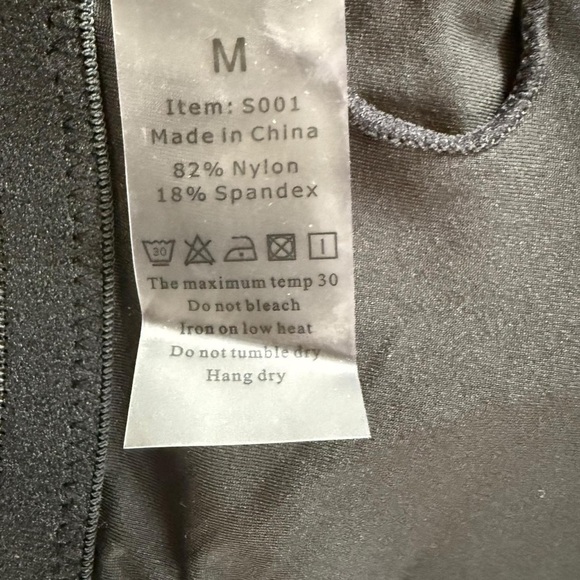 M
Item: S001
Made in China
82% Nylon
18% Spandex
30
The maximum temp 30
Do not bleach
Iron on low heat
Do not tumble dry
Hang dry